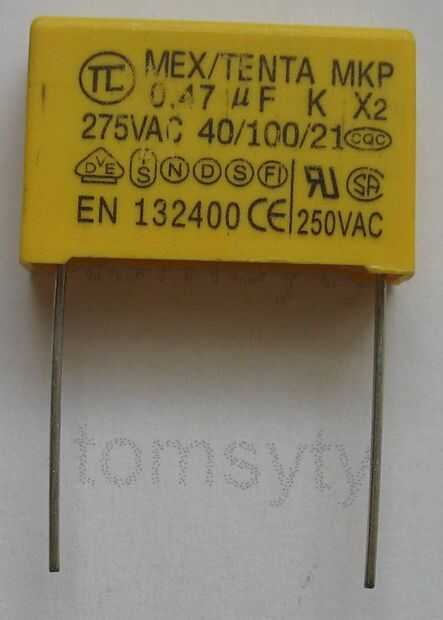 TC MEX/TENTA MKP
0.47 µF K X2
275VAC 40/100/21 CQC
DVE S N D S FI UR SA
EN 132400 CE 250VAC
tomsyty